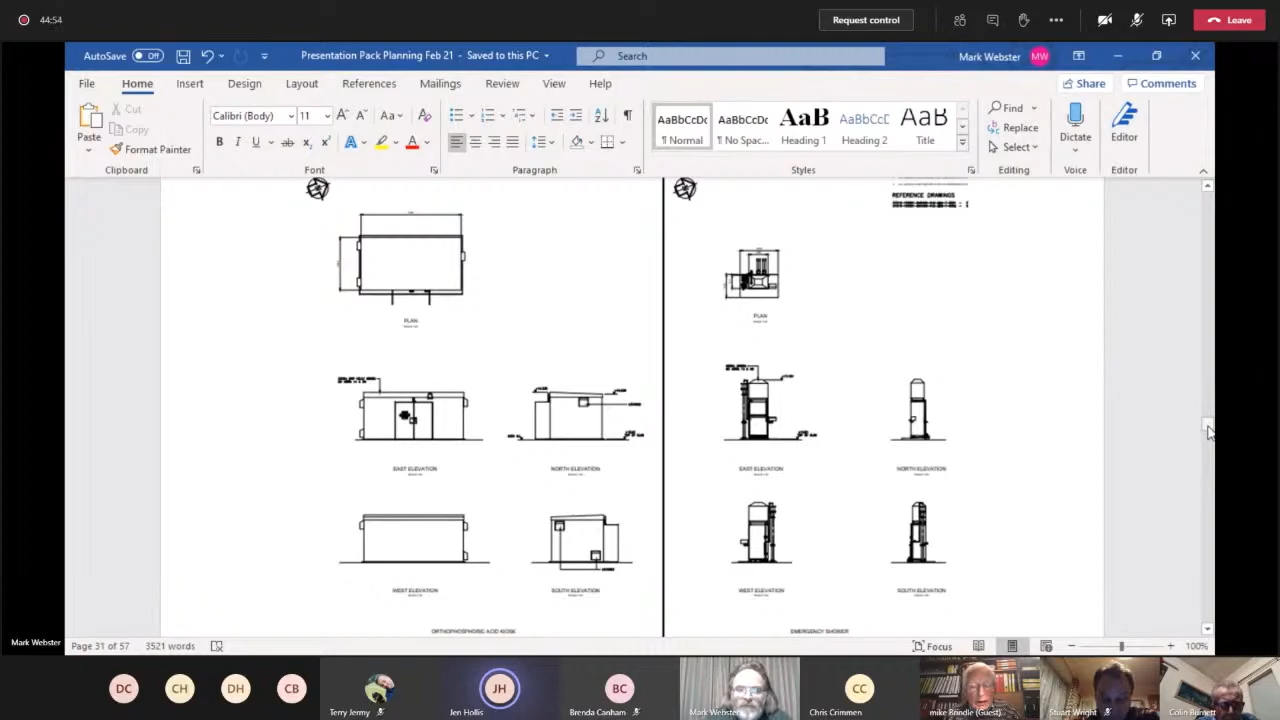 44:54
Request control
Leave
AutoSave Off
Presentation Pack Planning Feb 21 - Saved to this PC
Search
Mark Webster MW
File Home Insert Design Layout References Mailings Review View Help
Share Comments
Paste
Cut
Copy
Format Painter
Clipboard
Calibri (Body) 11
Font
Paragraph
AaBbCcDc AaBbCcDc AaB AaBbCcC AaB
¶ Normal ¶ No Spac... Heading 1 Heading 2 Title
Styles
Find
Replace
Select
Editing
Dictate
Voice
Editor
Editor
REFERENCE DRAWINGS
PLAN
PLAN
EAST ELEVATION NORTH ELEVATION EAST ELEVATION NORTH ELEVATION
WEST ELEVATION SOUTH ELEVATION WEST ELEVATION SOUTH ELEVATION
ORTHOPHOSPHORIC ACID KIOSK EMERGENCY SHOWER
Mark Webster
Page 31 of 57 3521 words
Focus
100%
DC CH DH CB JH BC CC
Terry Jermy Jen Hollis Brenda Canham Mark Webster Chris Crimmen mike Brindle (Guest) Stuart Wright Colin Burnett